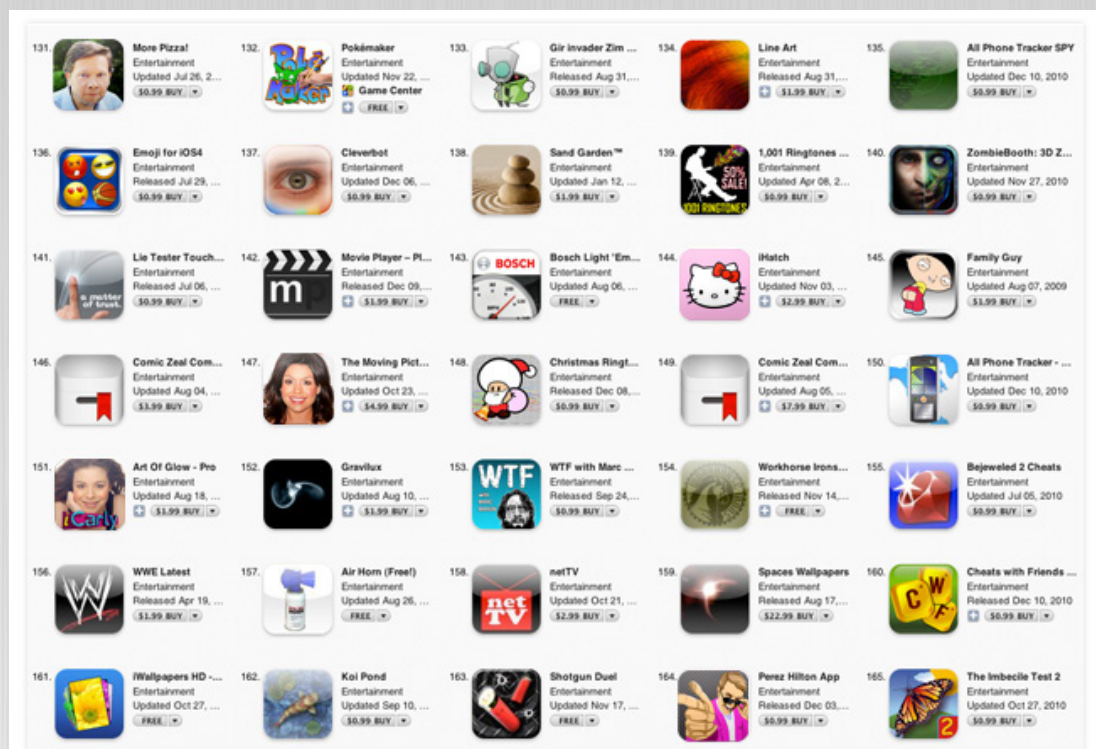 131. More Pizza!
Entertainment
Updated Jul 26, 2...
$0.99 BUY
132. Pokémaker
Entertainment
Updated Nov 22, ...
Game Center
FREE
Poké Maker
133. Gir invader Zim ...
Entertainment
Released Aug 31,...
$0.99 BUY
134. Line Art
Entertainment
Released Aug 31,...
$1.99 BUY
135. All Phone Tracker SPY
Entertainment
Updated Dec 10, 2010
$0.99 BUY
136. Emoji for iOS4
Entertainment
Released Jul 29, ...
$0.99 BUY
137. Cleverbot
Entertainment
Updated Dec 06, ...
$0.99 BUY
138. Sand Garden™
Entertainment
Updated Jan 12, ...
$1.99 BUY
139. 1,001 Ringtones ...
Entertainment
Updated Apr 08, 2...
$0.99 BUY
50% SALE!
1001 RINGTONES
140. ZombieBooth: 3D Z...
Entertainment
Updated Nov 27, 2010
$0.99 BUY
141. Lie Tester Touch...
Entertainment
Released Jul 06, ...
$0.99 BUY
a matter
of trust.
142. Movie Player – Pl...
Entertainment
Released Dec 09,...
$1.99 BUY
mp
143. Bosch Light 'Em...
Entertainment
Updated Aug 06, ...
FREE
BOSCH
144. iHatch
Entertainment
Updated Nov 03, ...
$2.99 BUY
145. Family Guy
Entertainment
Updated Aug 07, 2009
$1.99 BUY
146. Comic Zeal Com...
Entertainment
Updated Aug 04, ...
$3.99 BUY
147. The Moving Pict...
Entertainment
Updated Oct 23, ...
$4.99 BUY
148. Christmas Ringt...
Entertainment
Released Dec 08,...
$0.99 BUY
149. Comic Zeal Com...
Entertainment
Updated Aug 05, ...
$7.99 BUY
150. All Phone Tracker - ...
Entertainment
Updated Dec 10, 2010
$0.99 BUY
151. Art Of Glow - Pro
Entertainment
Updated Aug 18, ...
$1.99 BUY
iCarly
152. Gravilux
Entertainment
Updated Aug 10, ...
$1.99 BUY
153. WTF with Marc ...
Entertainment
Released Sep 24,...
$0.99 BUY
WTF
154. Workhorse Irons...
Entertainment
Released Nov 14,...
FREE
155. Bejeweled 2 Cheats
Entertainment
Updated Jul 05, 2010
$0.99 BUY
156. WWE Latest
Entertainment
Released Apr 19, ...
$1.99 BUY
157. Air Horn (Free!)
Entertainment
Updated Aug 26, ...
FREE
158. netTV
Entertainment
Updated Oct 21, ...
$2.99 BUY
net
TV
159. Spaces Wallpapers
Entertainment
Released Aug 17,...
$22.99 BUY
160. Cheats with Friends ...
Entertainment
Released Dec 10, 2010
$0.99 BUY
C W F
161. iWallpapers HD -...
Entertainment
Updated Oct 27, ...
FREE
162. Koi Pond
Entertainment
Updated Sep 10, ...
$0.99 BUY
163. Shotgun Duel
Entertainment
Updated Nov 17, ...
FREE
164. Perez Hilton App
Entertainment
Released Dec 03,...
$0.99 BUY
165. The Imbecile Test 2
Entertainment
Updated Oct 27, 2010
$0.99 BUY
2